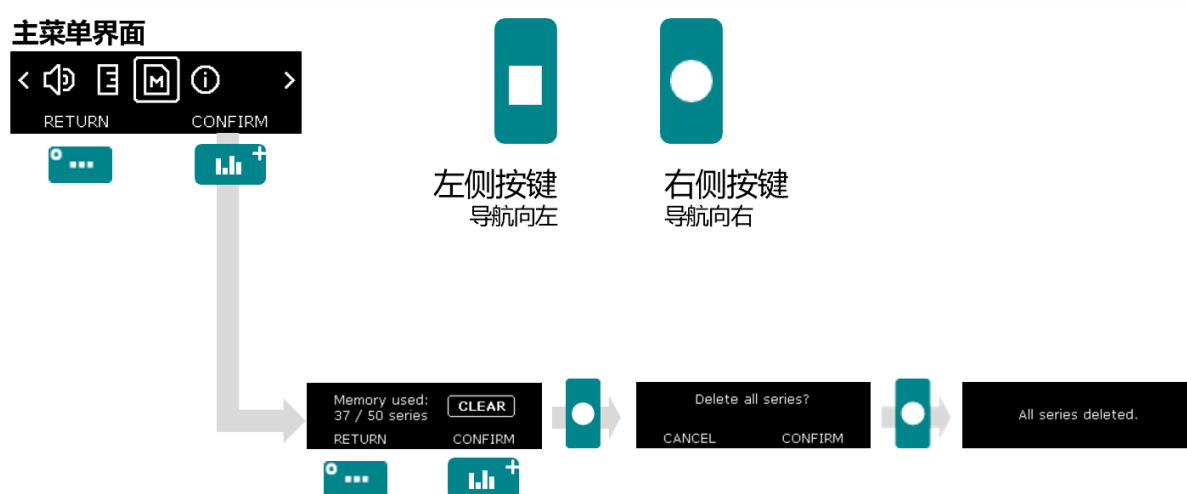 主菜单界面
RETURN
CONFIRM
左侧按键
导航向左
右侧按键
导航向右
Memory used:
37 / 50 series
CLEAR
RETURN
CONFIRM
Delete all series?
CANCEL
CONFIRM
All series deleted.